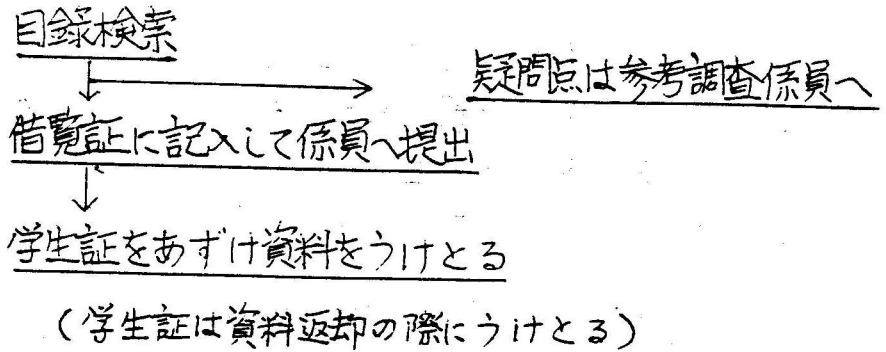 目録検索
疑問点は参考調査係員へ
借覧証に記入して係員へ提出
学生証をあずけ資料をうけとる
(学生証は資料返却の際にうけとる)